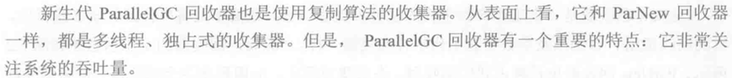 新生代 ParallelGC 回收器也是使用复制算法的收集器。从表面上看，它和 ParNew 回收器
一样，都是多线程、独占式的收集器。但是， ParallelGC 回收器有一个重要的特点：它非常关
注系统的吞吐量。